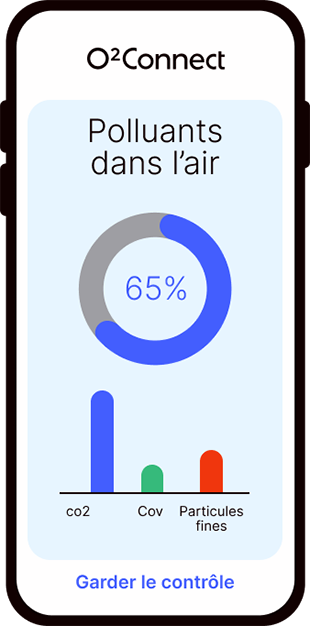 O²Connect
Polluants
dans l’air
65%
co2
Cov
Particules
fines
Garder le contrôle